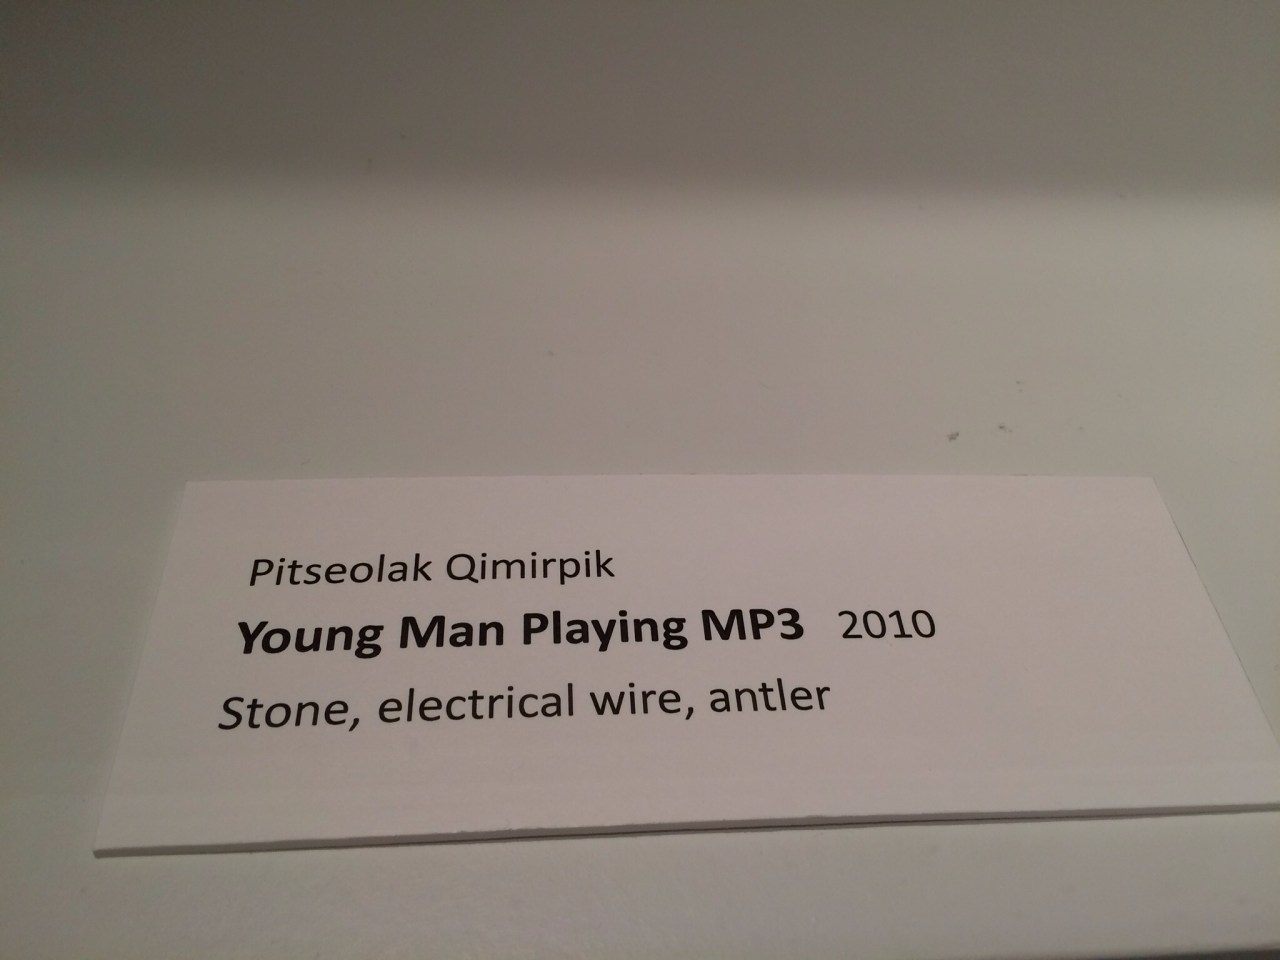 Pitseolak Qimirpik
Young Man Playing MP3 2010
Stone, electrical wire, antler